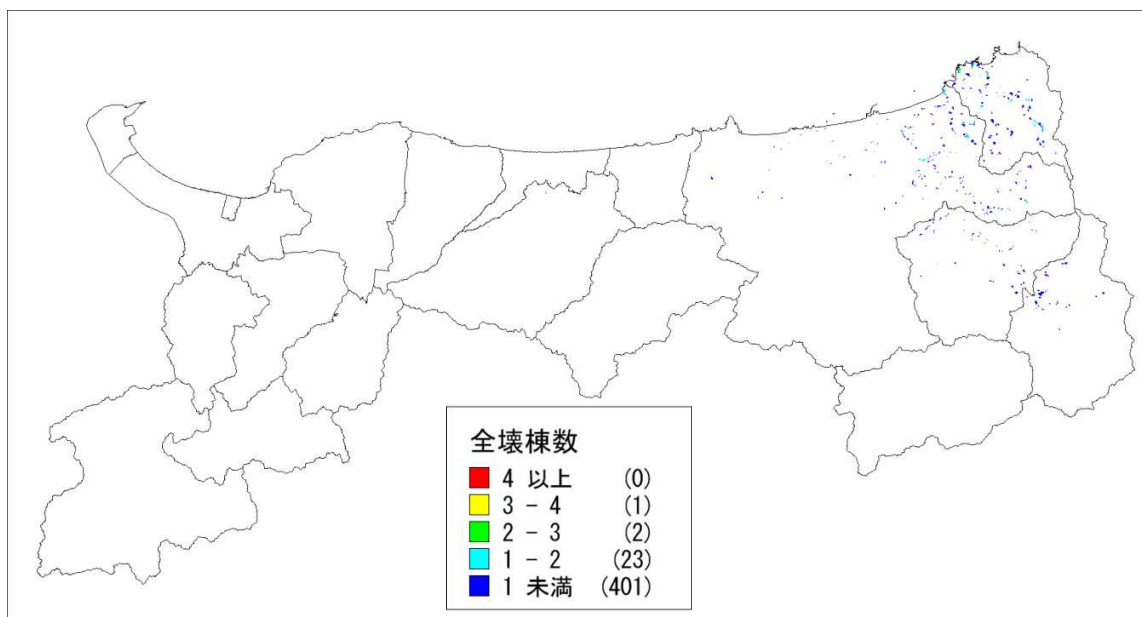 全壊棟数
4 以上 (0)
3 - 4 (1)
2 - 3 (2)
1 - 2 (23)
1 未満 (401)